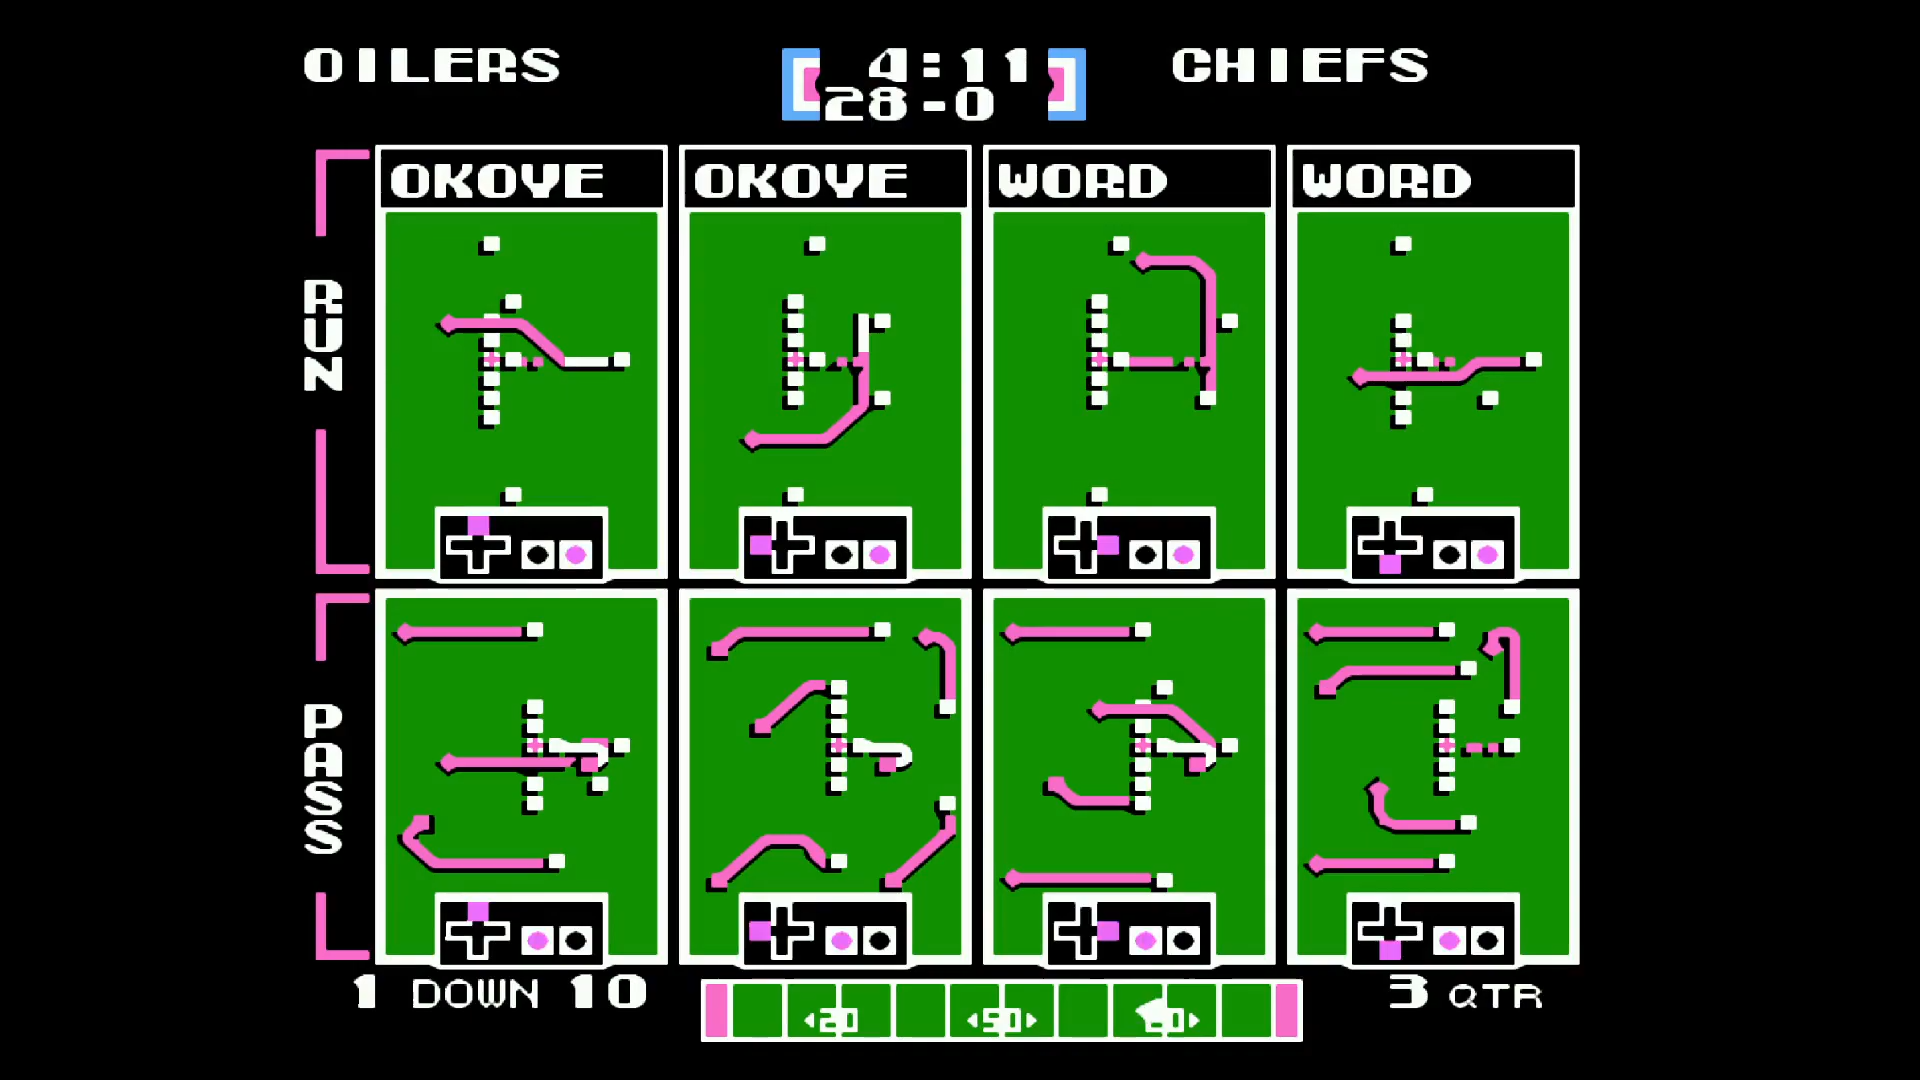 OILERS 4:11 CHIEFS
28-0
OKOYE OKOYE WORD WORD
RUN
PASS
1 DOWN 10 3 QTR
20 50